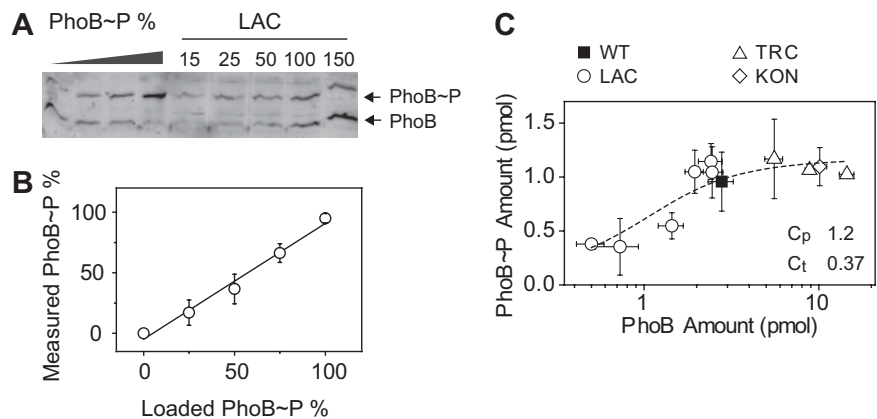 A
PhoB~P %
LAC
15 25 50 100 150
PhoB~P
PhoB
B
Measured PhoB~P %
100
50
0
0 50 100
Loaded PhoB~P %
C
WT TRC
LAC KON
PhoB~P Amount (pmol)
1.5
1.0
0.5
0.0
Cp 1.2
Ct 0.37
1 10
PhoB Amount (pmol)